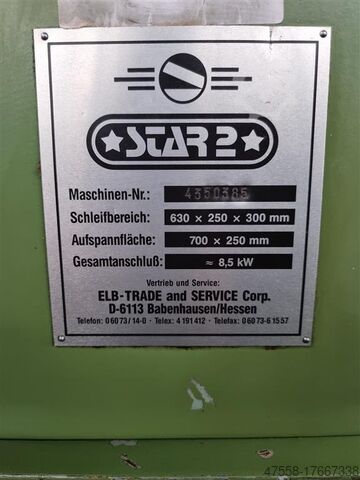 ★STAR2★
Maschinen-Nr.: 4350385
Schleifbereich: 630 × 250 × 300 mm
Aufspannfläche: 700 × 250 mm
Gesamtanschluß: ≈ 8,5 kW
Vertrieb und Service:
ELB-TRADE and SERVICE Corp.
D-6113 Babenhausen/Hessen
Telefon: 06073/14-0 · Telex: 4191412 · Telefax: 06073-61557
47558-17667338